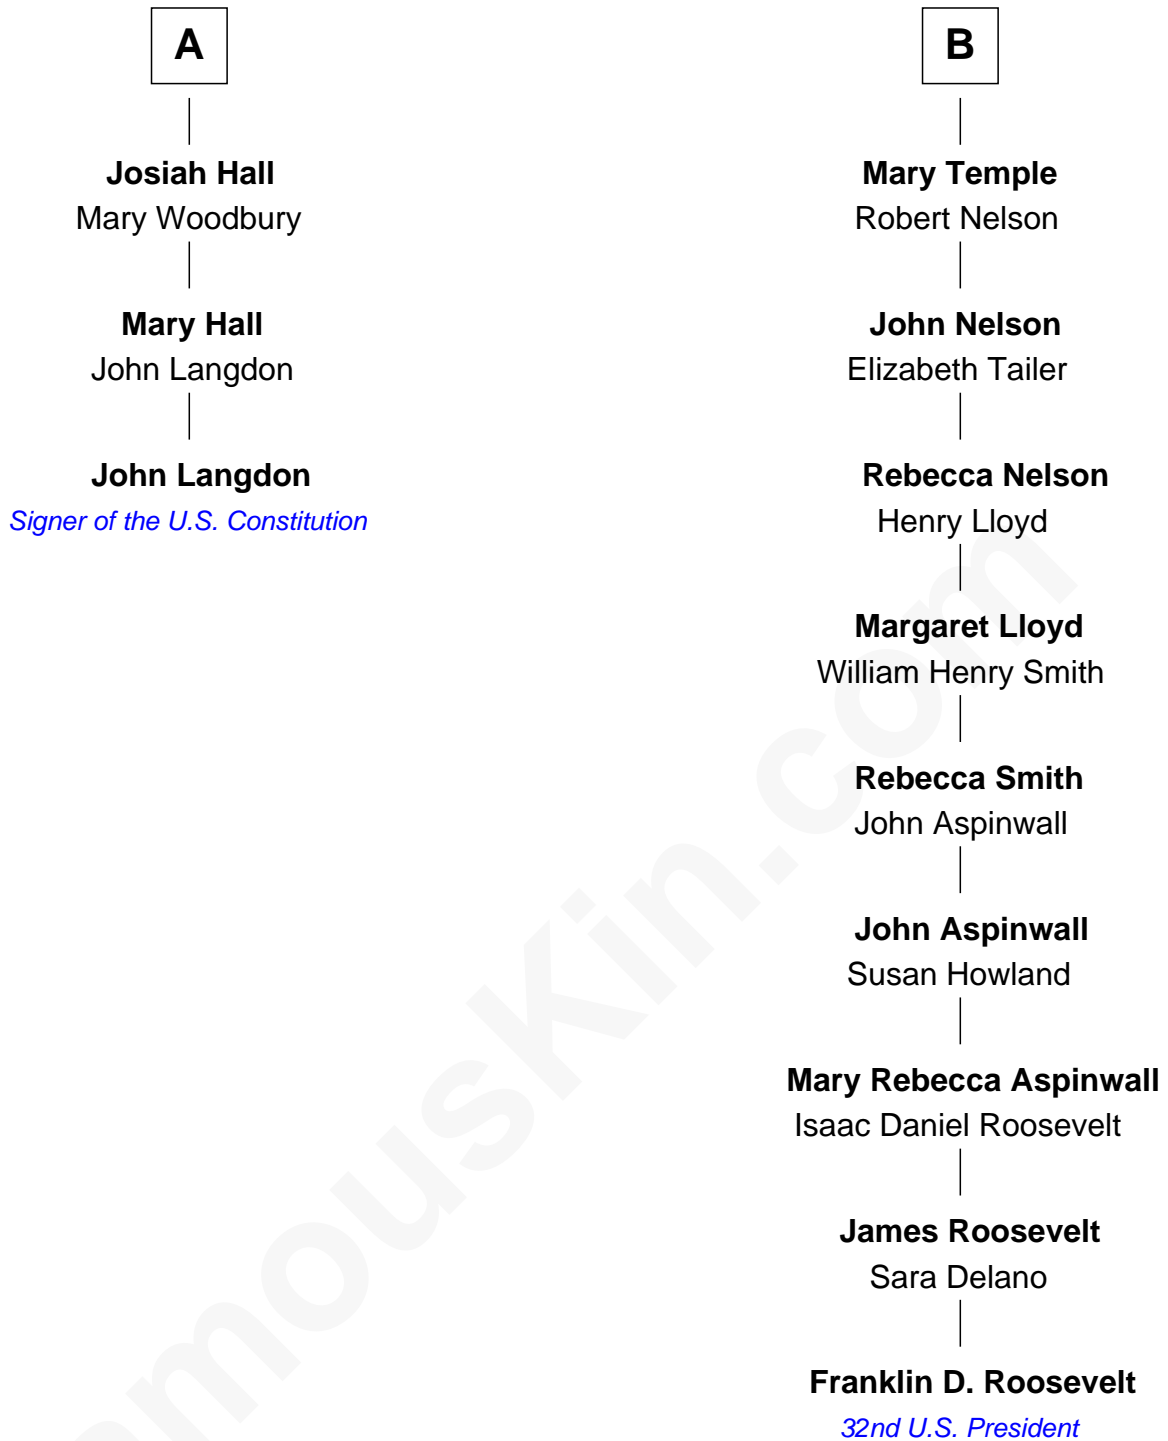 A
Josiah Hall
Mary Woodbury
Mary Hall
John Langdon
John Langdon
Signer of the U.S. Constitution
B
Mary Temple
Robert Nelson
John Nelson
Elizabeth Tailer
Rebecca Nelson
Henry Lloyd
Margaret Lloyd
William Henry Smith
Rebecca Smith
John Aspinwall
John Aspinwall
Susan Howland
Mary Rebecca Aspinwall
Isaac Daniel Roosevelt
James Roosevelt
Sara Delano
Franklin D. Roosevelt
32nd U.S. President
amouskin.com